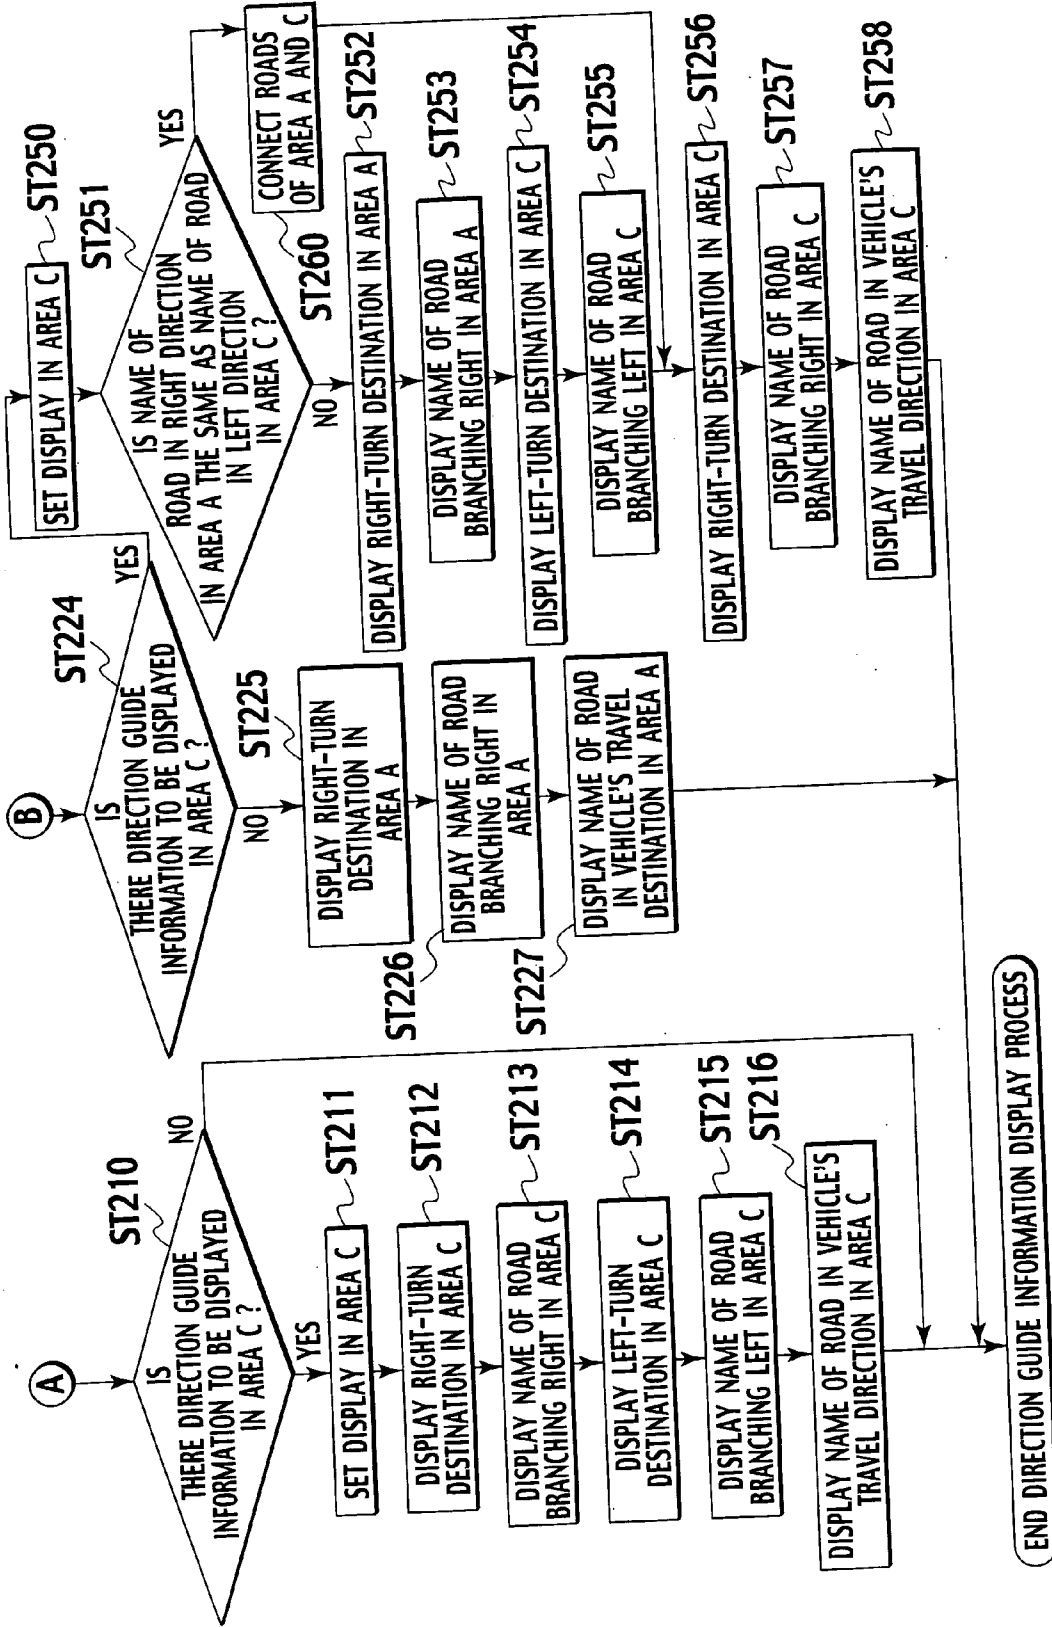 A
IS
THERE DIRECTION GUIDE
INFORMATION TO BE DISPLAYED
IN AREA C ?
ST210
NO
YES
SET DISPLAY IN AREA C
ST211
DISPLAY RIGHT-TURN
DESTINATION IN AREA C
ST212
DISPLAY NAME OF ROAD
BRANCHING RIGHT IN AREA C
ST213
DISPLAY LEFT-TURN
DESTINATION IN AREA C
ST214
DISPLAY NAME OF ROAD
BRANCHING LEFT IN AREA C
ST215
ST216
DISPLAY NAME OF ROAD IN VEHICLE'S
TRAVEL DIRECTION IN AREA C
B
IS
THERE DIRECTION GUIDE
INFORMATION TO BE DISPLAYED
IN AREA C ?
ST224
YES
NO
ST225
DISPLAY RIGHT-TURN
DESTINATION IN
AREA A
ST226
DISPLAY NAME OF ROAD
BRANCHING RIGHT IN
AREA A
ST227
DISPLAY NAME OF ROAD
IN VEHICLE'S TRAVEL
DESTINATION IN AREA A
SET DISPLAY IN AREA C
ST250
ST251
IS NAME OF
ROAD IN RIGHT DIRECTION
IN AREA A THE SAME AS NAME OF ROAD
IN LEFT DIRECTION
IN AREA C ?
YES
NO
ST260
CONNECT ROADS
OF AREA A AND C
DISPLAY RIGHT-TURN DESTINATION IN AREA A
ST252
DISPLAY NAME OF ROAD
BRANCHING RIGHT IN AREA A
ST253
DISPLAY LEFT-TURN DESTINATION IN AREA C
ST254
DISPLAY NAME OF ROAD
BRANCHING LEFT IN AREA C
ST255
DISPLAY RIGHT-TURN DESTINATION IN AREA C
ST256
DISPLAY NAME OF ROAD
BRANCHING RIGHT IN AREA C
ST257
DISPLAY NAME OF ROAD IN VEHICLE'S
TRAVEL DIRECTION IN AREA C
ST258
END DIRECTION GUIDE INFORMATION DISPLAY PROCESS